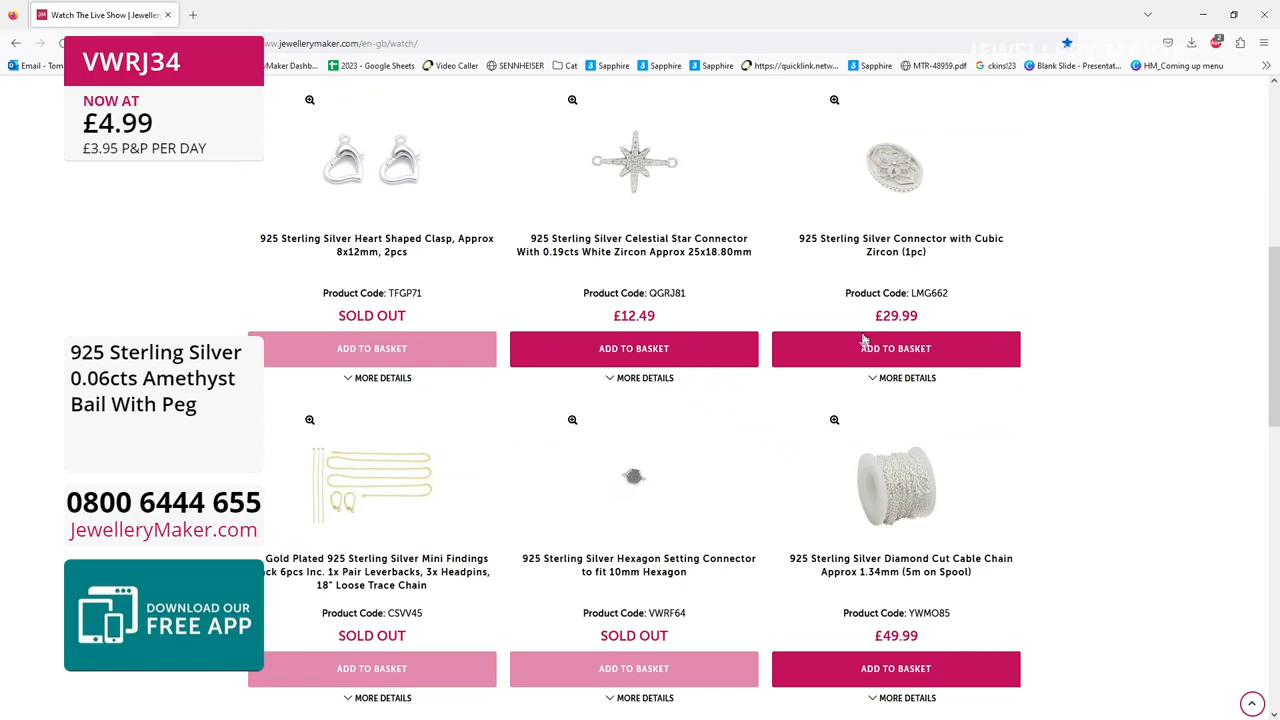 Watch The Live Show | Jeweller
www.jewellerymaker.com/en-gb/watch/
Email - Tom
Maker Dashb...
2023 - Google Sheets
Video Caller
SENNHEISER
Cat
Sapphire
Sapphire
Sapphire
https://quicklink.netw...
Sapphire
MTR-48959.pdf
ckins!23
Blank Slide - Presentat...
HM_Coming up menu
VWRJ34
NOW AT
£4.99
£3.95 P&P PER DAY
925 Sterling Silver Heart Shaped Clasp, Approx
8x12mm, 2pcs
Product Code: TFGP71
SOLD OUT
ADD TO BASKET
MORE DETAILS
925 Sterling Silver Celestial Star Connector
With 0.19cts White Zircon Approx 25x18.80mm
Product Code: QGRJ81
£12.49
ADD TO BASKET
MORE DETAILS
925 Sterling Silver Connector with Cubic
Zircon (1pc)
Product Code: LMG662
£29.99
ADD TO BASKET
MORE DETAILS
925 Sterling Silver
0.06cts Amethyst
Bail With Peg
0800 6444 655
JewelleryMaker.com
DOWNLOAD OUR
FREE APP
Gold Plated 925 Sterling Silver Mini Findings
ck 6pcs Inc. 1x Pair Leverbacks, 3x Headpins,
18" Loose Trace Chain
Product Code: CSVV45
SOLD OUT
ADD TO BASKET
MORE DETAILS
925 Sterling Silver Hexagon Setting Connector
to fit 10mm Hexagon
Product Code: VWRF64
SOLD OUT
ADD TO BASKET
MORE DETAILS
925 Sterling Silver Diamond Cut Cable Chain
Approx 1.34mm (5m on Spool)
Product Code: YWMO85
£49.99
ADD TO BASKET
MORE DETAILS